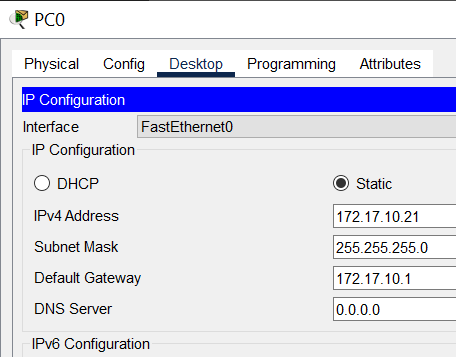 PC0
Physical Config Desktop Programming Attributes
IP Configuration
Interface FastEthernet0
IP Configuration
DHCP Static
IPv4 Address 172.17.10.21
Subnet Mask 255.255.255.0
Default Gateway 172.17.10.1
DNS Server 0.0.0.0
IPv6 Configuration